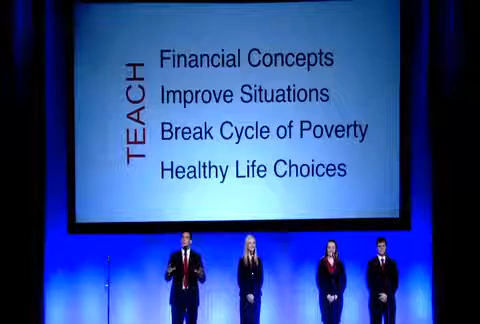 TEACH
Financial Concepts
Improve Situations
Break Cycle of Poverty
Healthy Life Choices